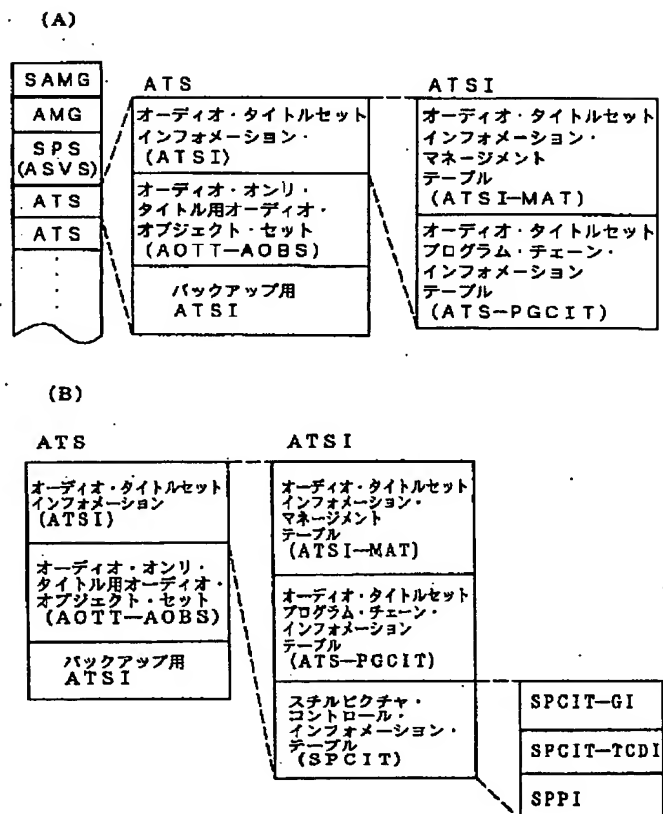 (A)
SAMG
AMG
SPS
(ASVS)
ATS
ATS
ATS
オーディオ・タイトルセット
インフォメーション・
(ATSI)
オーディオ・オンリ・
タイトル用オーディオ・
オブジェクト・セット
(AOTT—AOBS)
バックアップ用
ATSI
ATSI
オーディオ・タイトルセット
インフォメーション・
マネージメント
テーブル
(ATSI—MAT)
オーディオ・タイトルセット
プログラム・チェーン・
インフォメーション
テーブル
(ATS—PGCIT)
(B)
ATS
オーディオ・タイトルセット
インフォメーション
(ATSI)
オーディオ・オンリ・
タイトル用オーディオ・
オブジェクト・セット
(AOTT—AOBS)
バックアップ用
ATSI
ATSI
オーディオ・タイトルセット
インフォメーション・
マネージメント
テーブル
(ATSI—MAT)
オーディオ・タイトルセット
プログラム・チェーン・
インフォメーション
テーブル
(ATS—PGCIT)
スチルピクチャ・
コントロール・
インフォメーション・
テーブル
(SPCIT)
SPCIT—GI
SPCIT—TCDI
SPPI